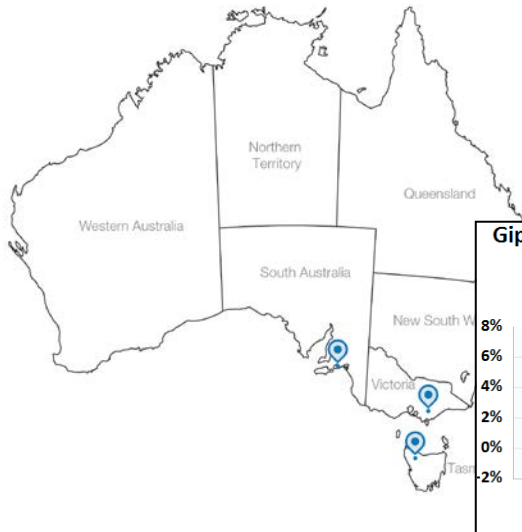 Northern
Territory
Queensland
Western Australia
Gip
South Australia
New South W
8%
6%
Victoria
4%
2%
0%
Tasm
-2%